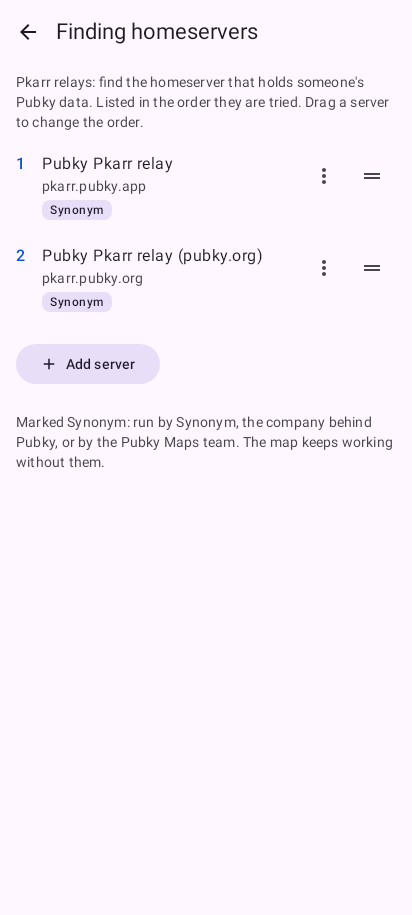 Finding homeservers
Pkarr relays: find the homeserver that holds someone's
Pubky data. Listed in the order they are tried. Drag a server
to change the order.
1 Pubky Pkarr relay
pkarr.pubky.app
Synonym
2 Pubky Pkarr relay (pubky.org)
pkarr.pubky.org
Synonym
+ Add server
Marked Synonym: run by Synonym, the company behind
Pubky, or by the Pubky Maps team. The map keeps working
without them.